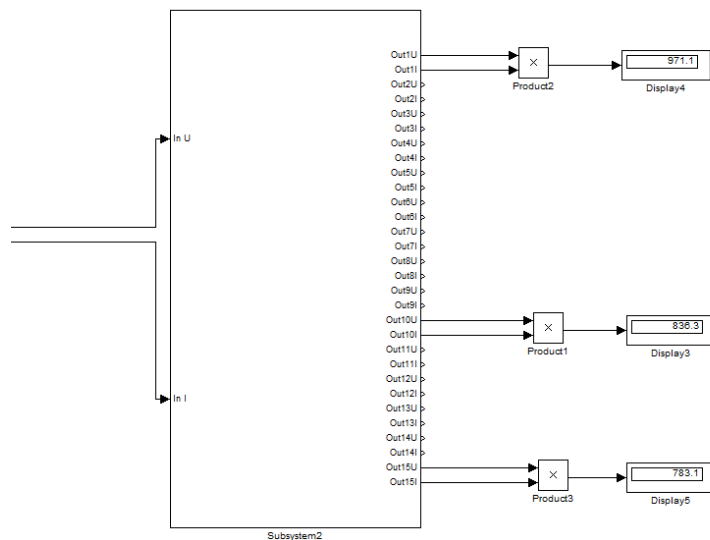 Out1U
Out1I
Out2U
Out2I
Out3U
Out3I
Out4U
Out4I
Out5U
Out5I
Out6U
Out6I
Out7U
Out7I
Out8U
Out8I
Out9U
Out9I
Out10U
Out10I
Out11U
Out11I
Out12U
Out12I
Out13U
Out13I
Out14U
Out14I
Out15U
Out15I
In U
In I
Subsystem2
×
Product2
971.1
Display4
×
Product1
836.3
Display3
×
Product3
783.1
Display5